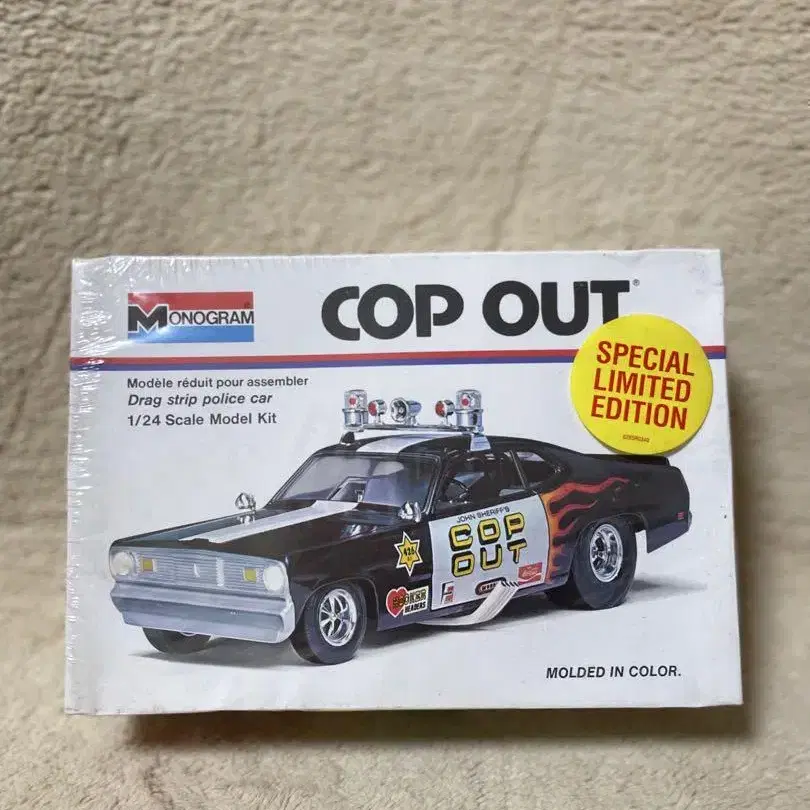 MONOGRAM®
COP OUT®
Modèle réduit pour assembler
Drag strip police car
1/24 Scale Model Kit
SPECIAL
LIMITED
EDITION
JOHN SHERIFF'S
COP
OUT
HEADERS
MOLDED IN COLOR.